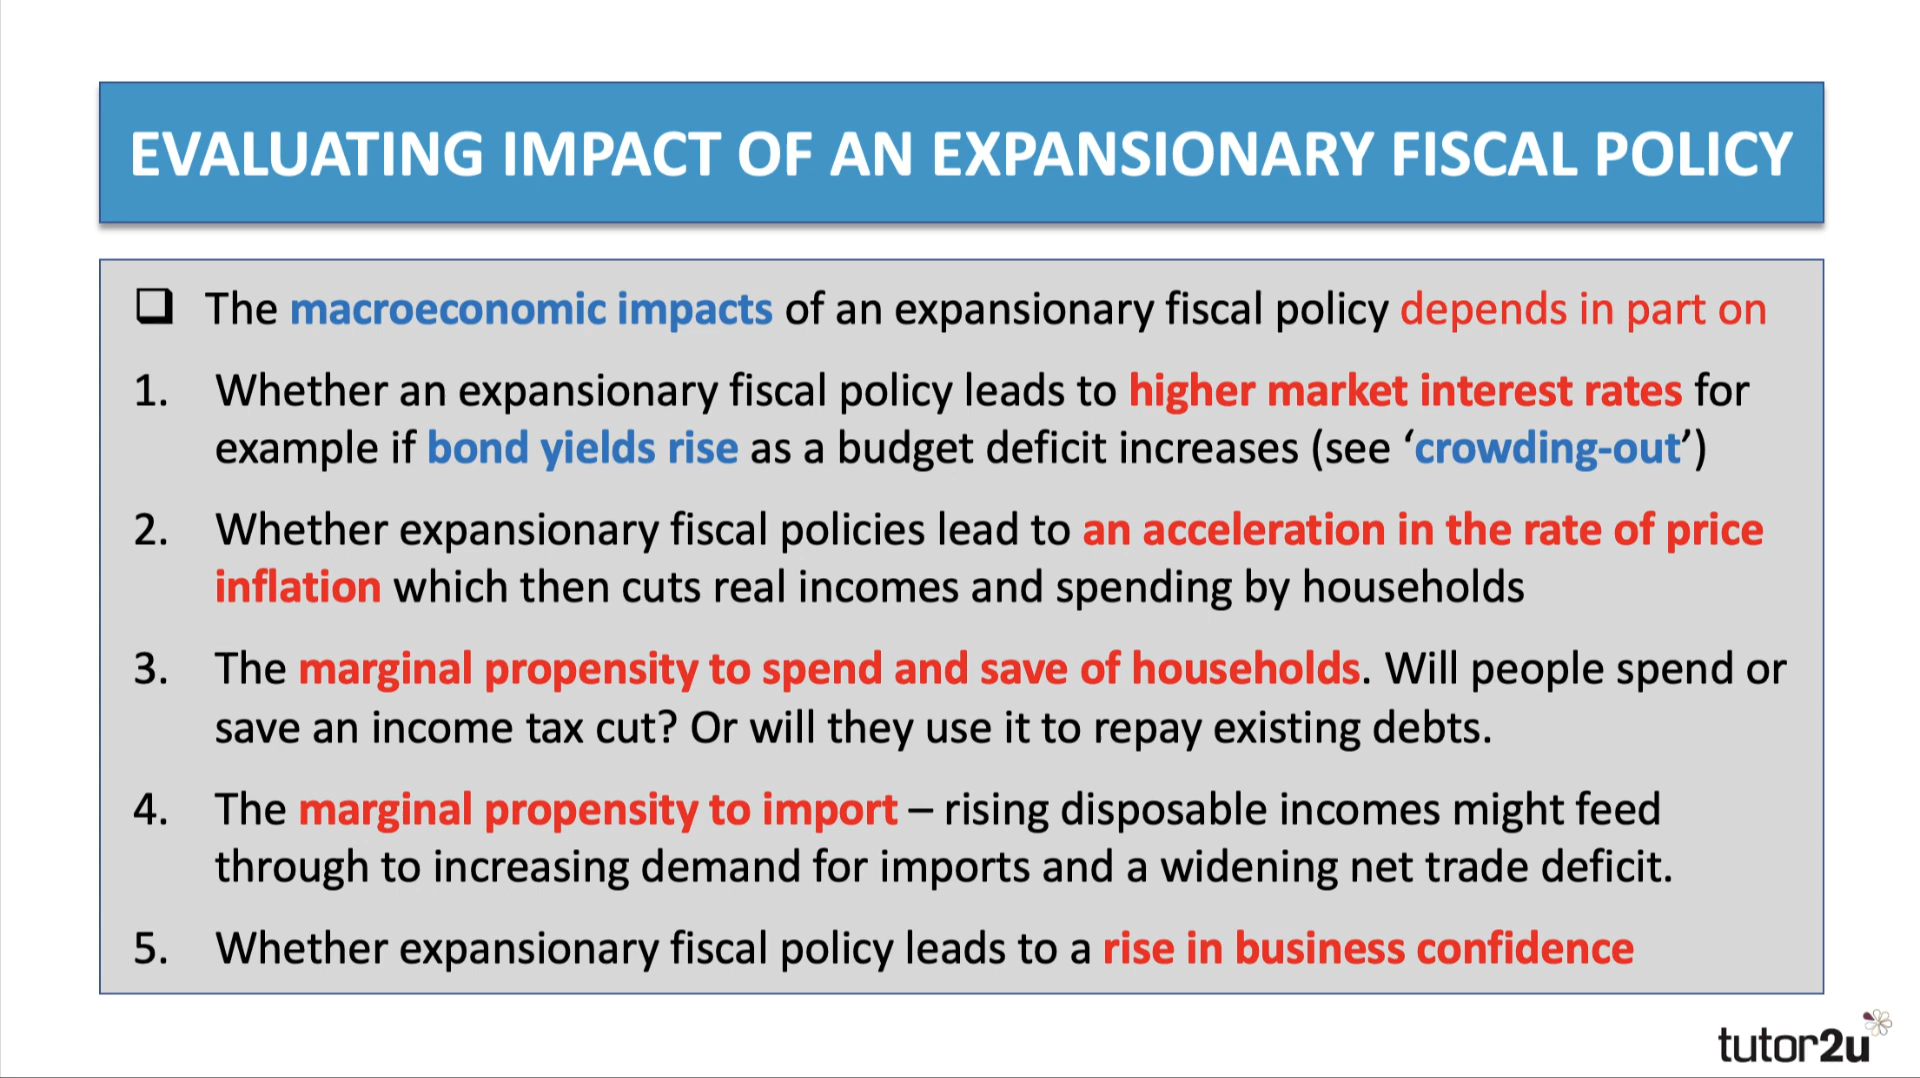 EVALUATING IMPACT OF AN EXPANSIONARY FISCAL POLICY
❑ The macroeconomic impacts of an expansionary fiscal policy depends in part on
1. Whether an expansionary fiscal policy leads to higher market interest rates for
example if bond yields rise as a budget deficit increases (see ‘crowding-out’)
2. Whether expansionary fiscal policies lead to an acceleration in the rate of price
inflation which then cuts real incomes and spending by households
3. The marginal propensity to spend and save of households. Will people spend or
save an income tax cut? Or will they use it to repay existing debts.
4. The marginal propensity to import – rising disposable incomes might feed
through to increasing demand for imports and a widening net trade deficit.
5. Whether expansionary fiscal policy leads to a rise in business confidence
tutor2u